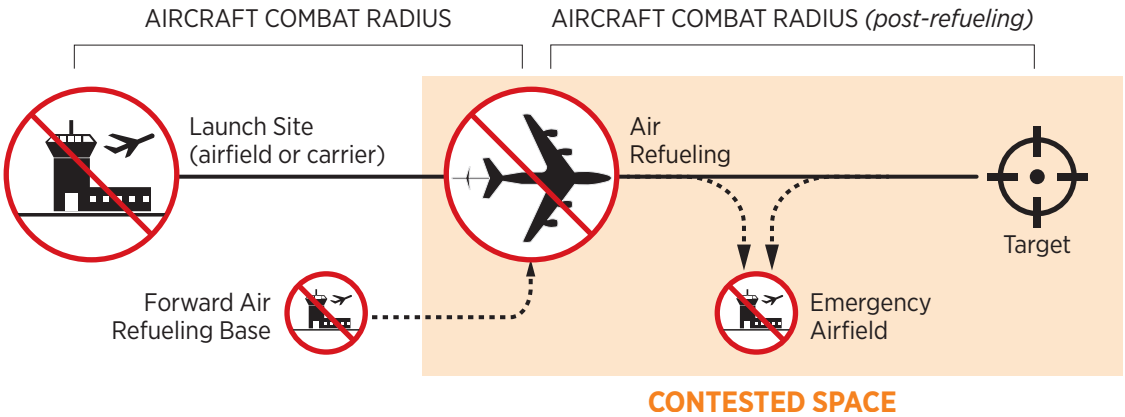 AIRCRAFT COMBAT RADIUS
AIRCRAFT COMBAT RADIUS (post-refueling)
Launch Site
(airfield or carrier)
Air
Refueling
Target
Forward Air
Refueling Base
Emergency
Airfield
CONTESTED SPACE